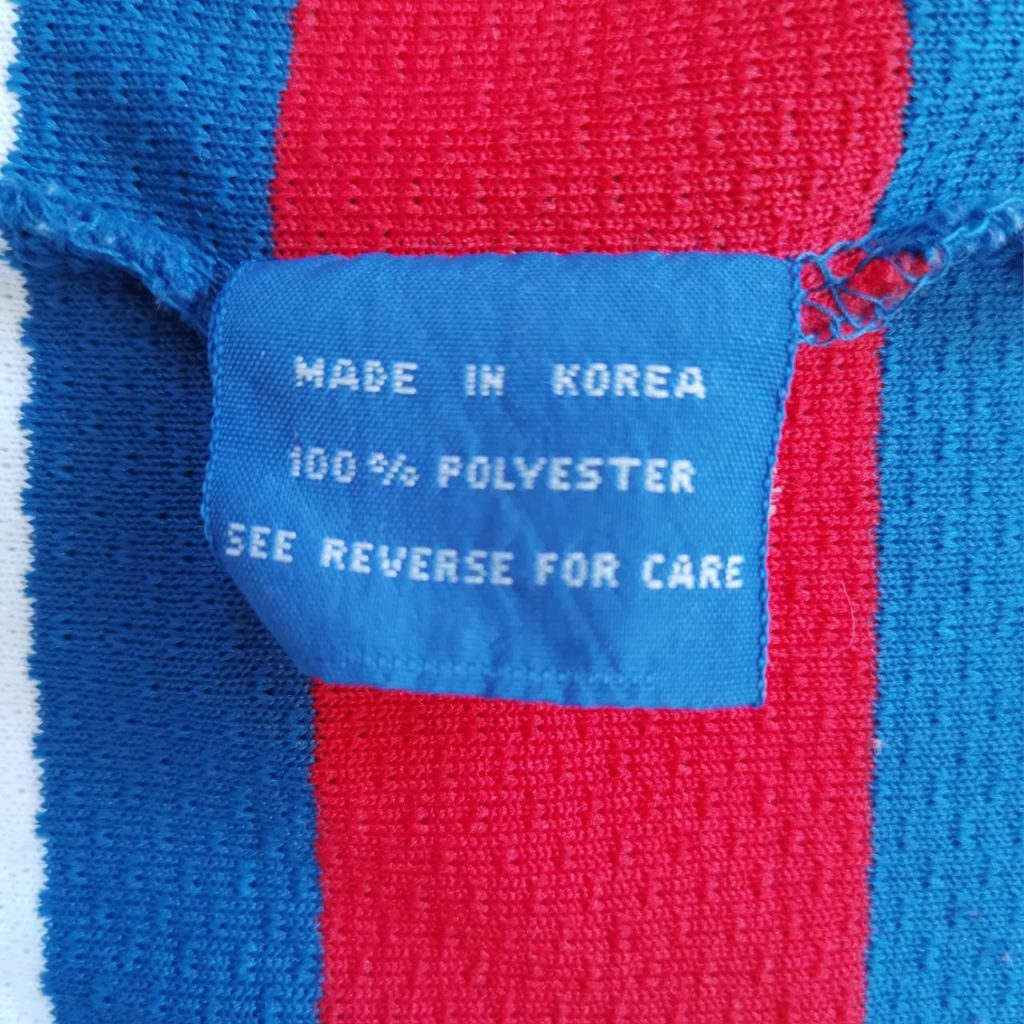 MADE IN KOREA
100% POLYESTER
SEE REVERSE FOR CARE